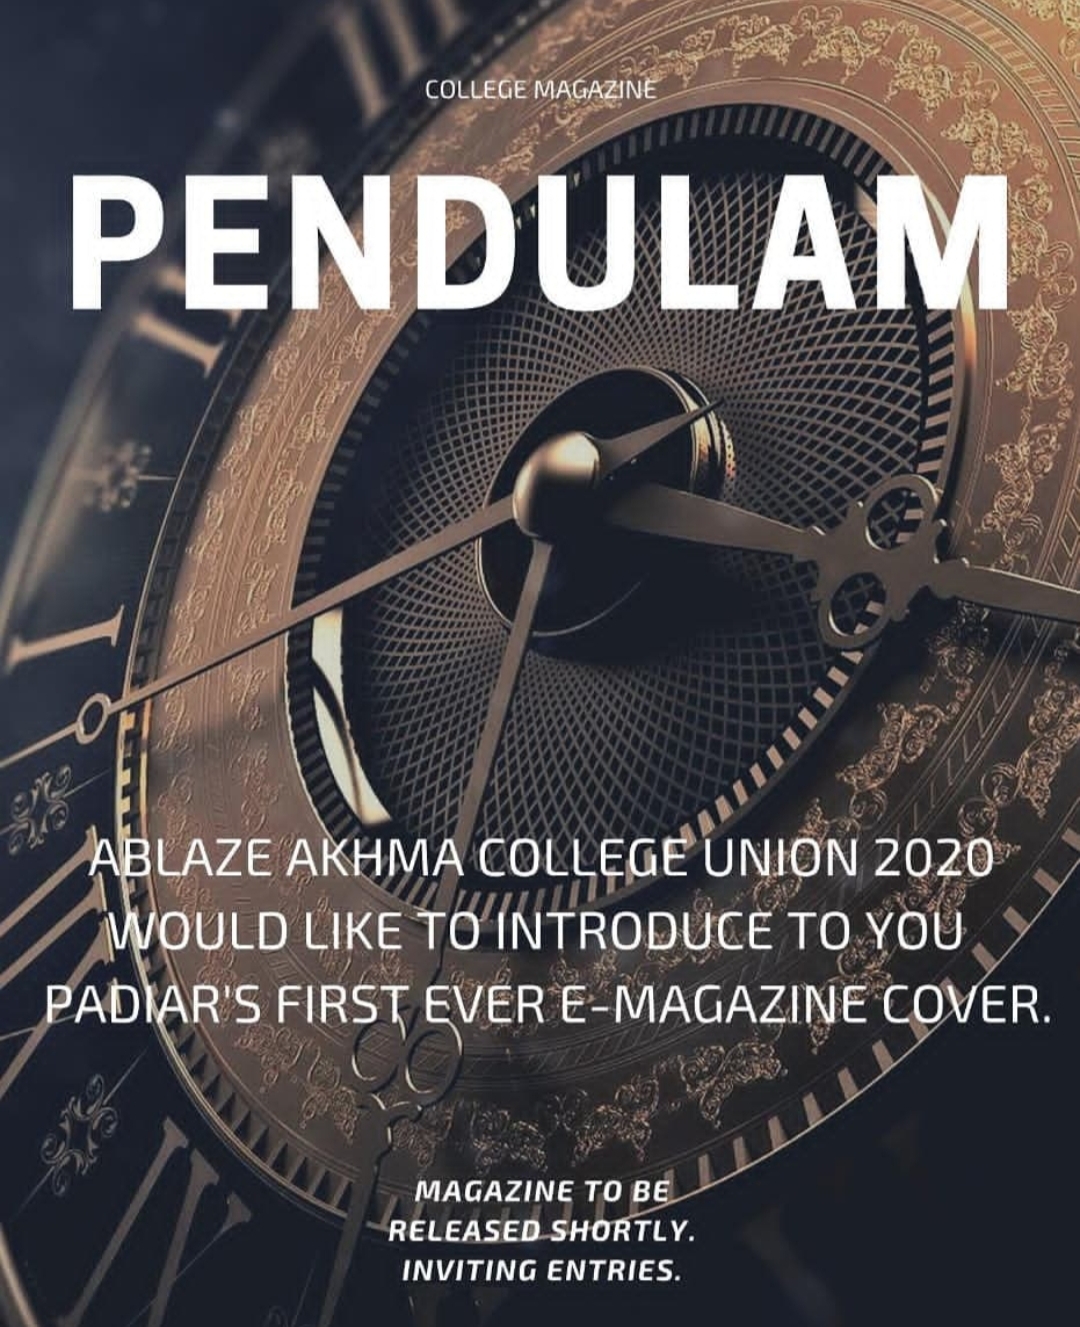 COLLEGE MAGAZINE
PENDULAM
ABLAZE AKHMA COLLEGE UNION 2020
WOULD LIKE TO INTRODUCE TO YOU
PADIAR'S FIRST EVER E-MAGAZINE COVER.
MAGAZINE TO BE
RELEASED SHORTLY.
INVITING ENTRIES.